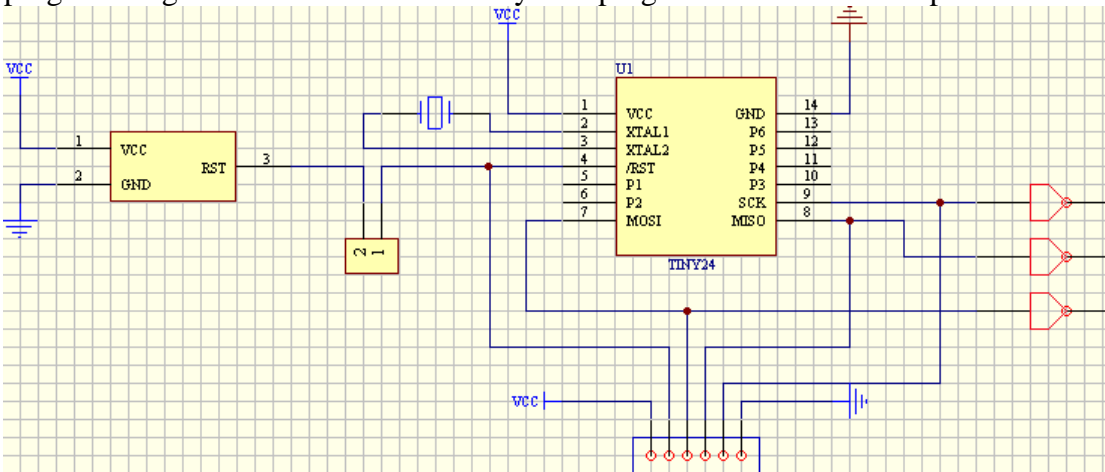 VCC
VCC
U1
1 VCC GND 14
2 XTAL1 P6 13
3 XTAL2 P5 12
4 /RST P4 11
5 P1 P3 10
6 P2 SCK 9
7 MOSI MISO 8
TINY24
1 VCC
RST 3
2 GND
2 1
VCC